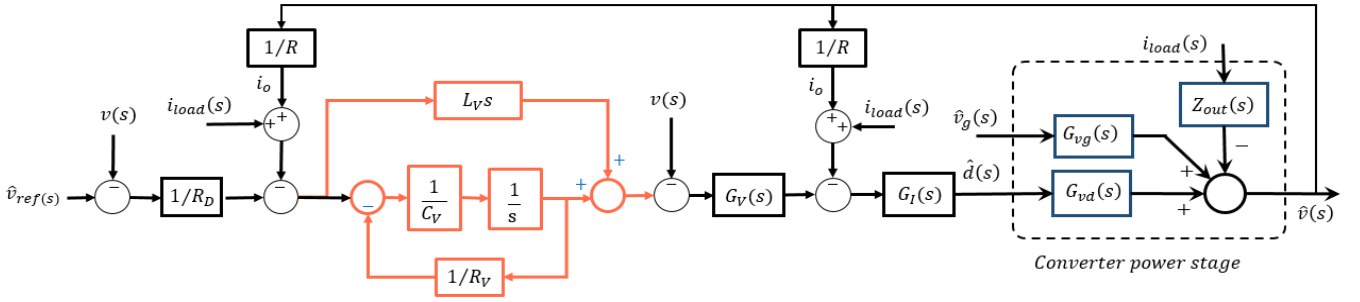 1/R
1/R
i_load(s)
i_o
i_o
L_V s
v(s)
i_load(s)
+
+
v(s)
+
+
i_load(s)
Z_out(s)
v̂_g(s)
G_vg(s)
−
+
−
−
−
−
+
d̂(s)
v̂_ref(s)
−
1/R_D
−
−
1/C_V
1/s
+
−
G_V(s)
−
G_I(s)
G_vd(s)
+
v̂(s)
1/R_V
Converter power stage